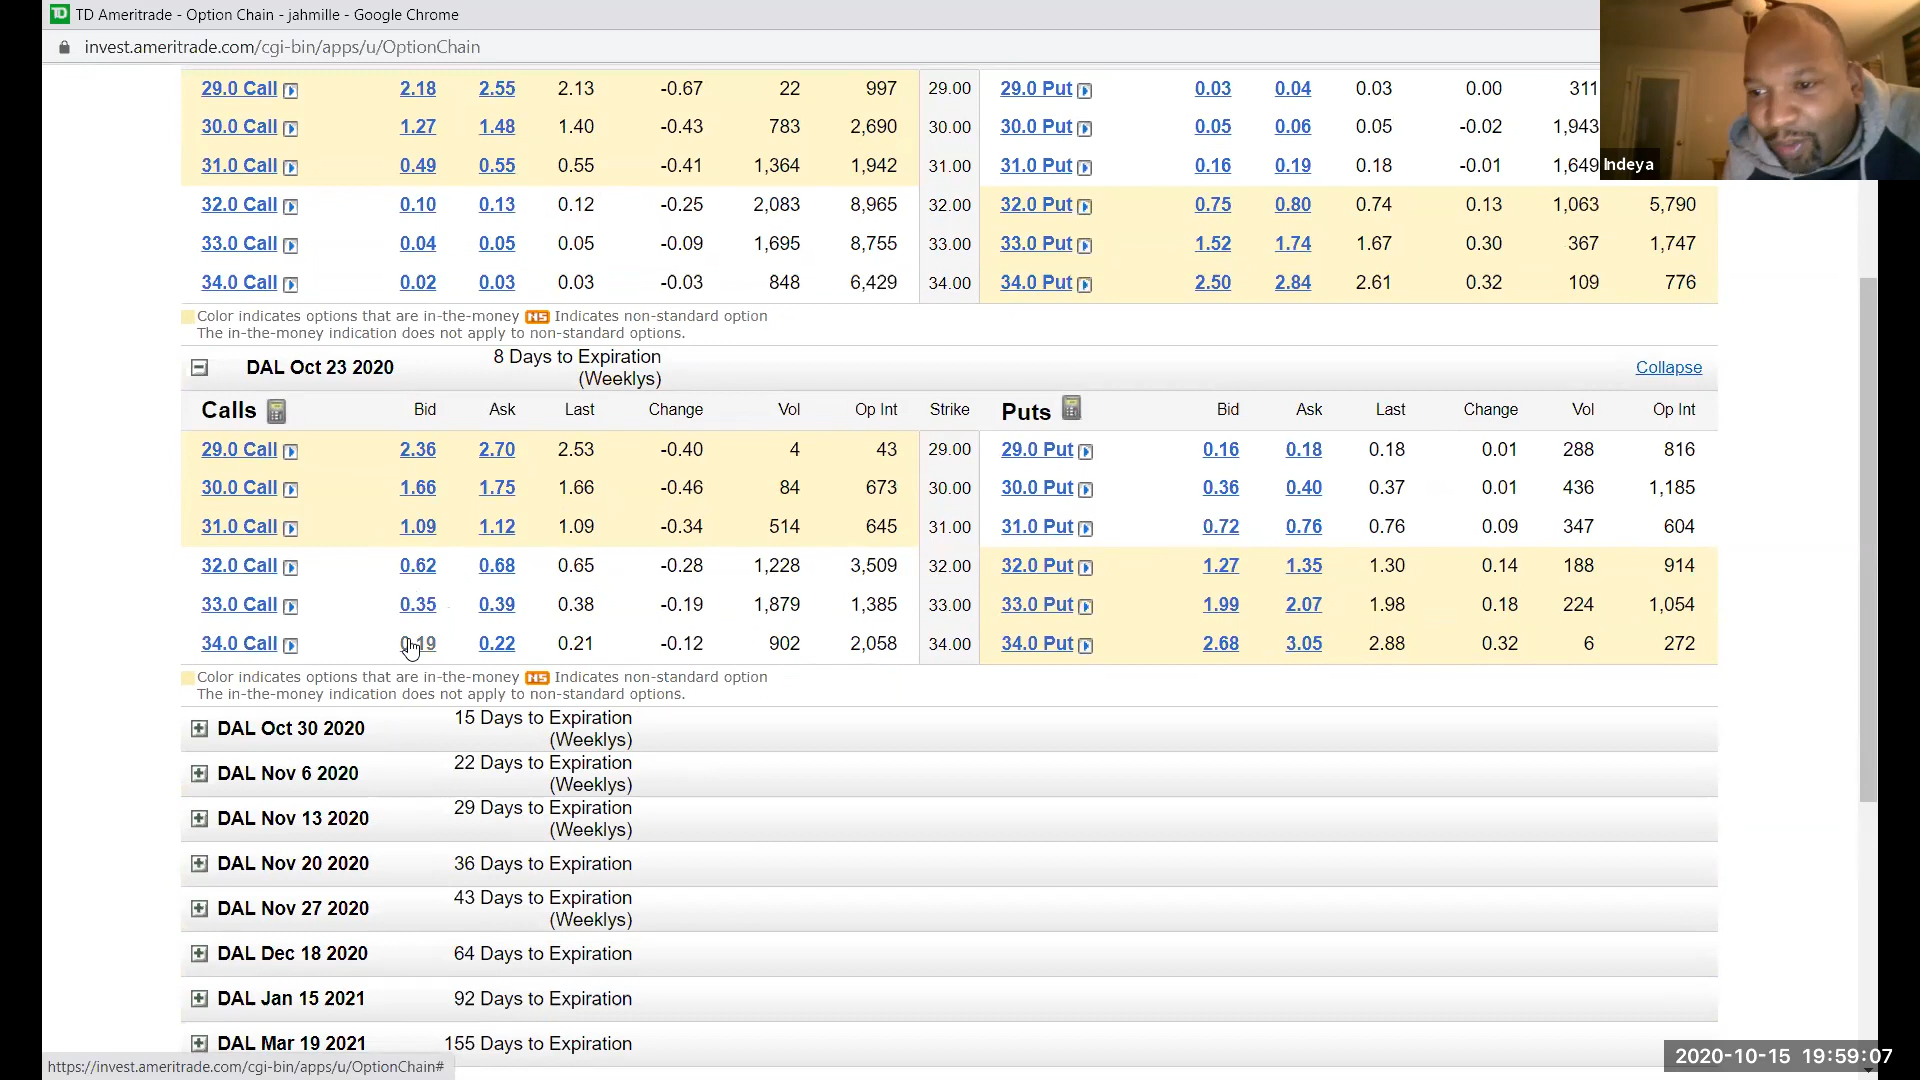 TD Ameritrade - Option Chain - jahmille - Google Chrome
invest.ameritrade.com/cgi-bin/apps/u/OptionChain
29.0 Call 2.18 2.55 2.13 -0.67 22 997 29.00 29.0 Put 0.03 0.04 0.03 0.00 311
30.0 Call 1.27 1.48 1.40 -0.43 783 2,690 30.00 30.0 Put 0.05 0.06 0.05 -0.02 1,943
31.0 Call 0.49 0.55 0.55 -0.41 1,364 1,942 31.00 31.0 Put 0.16 0.19 0.18 -0.01 1,649
Indeya
32.0 Call 0.10 0.13 0.12 -0.25 2,083 8,965 32.00 32.0 Put 0.75 0.80 0.74 0.13 1,063 5,790
33.0 Call 0.04 0.05 0.05 -0.09 1,695 8,755 33.00 33.0 Put 1.52 1.74 1.67 0.30 367 1,747
34.0 Call 0.02 0.03 0.03 -0.03 848 6,429 34.00 34.0 Put 2.50 2.84 2.61 0.32 109 776
Color indicates options that are in-the-money NS Indicates non-standard option
The in-the-money indication does not apply to non-standard options.
DAL Oct 23 2020 8 Days to Expiration (Weeklys) Collapse
Calls Bid Ask Last Change Vol Op Int Strike Puts Bid Ask Last Change Vol Op Int
29.0 Call 2.36 2.70 2.53 -0.40 4 43 29.00 29.0 Put 0.16 0.18 0.18 0.01 288 816
30.0 Call 1.66 1.75 1.66 -0.46 84 673 30.00 30.0 Put 0.36 0.40 0.37 0.01 436 1,185
31.0 Call 1.09 1.12 1.09 -0.34 514 645 31.00 31.0 Put 0.72 0.76 0.76 0.09 347 604
32.0 Call 0.62 0.68 0.65 -0.28 1,228 3,509 32.00 32.0 Put 1.27 1.35 1.30 0.14 188 914
33.0 Call 0.35 0.39 0.38 -0.19 1,879 1,385 33.00 33.0 Put 1.99 2.07 1.98 0.18 224 1,054
34.0 Call 0.19 0.22 0.21 -0.12 902 2,058 34.00 34.0 Put 2.68 3.05 2.88 0.32 6 272
Color indicates options that are in-the-money NS Indicates non-standard option
The in-the-money indication does not apply to non-standard options.
DAL Oct 30 2020 15 Days to Expiration (Weeklys)
DAL Nov 6 2020 22 Days to Expiration (Weeklys)
DAL Nov 13 2020 29 Days to Expiration (Weeklys)
DAL Nov 20 2020 36 Days to Expiration
DAL Nov 27 2020 43 Days to Expiration (Weeklys)
DAL Dec 18 2020 64 Days to Expiration
DAL Jan 15 2021 92 Days to Expiration
DAL Mar 19 2021 155 Days to Expiration
https://invest.ameritrade.com/cgi-bin/apps/u/OptionChain#
2020-10-15 19:59:07